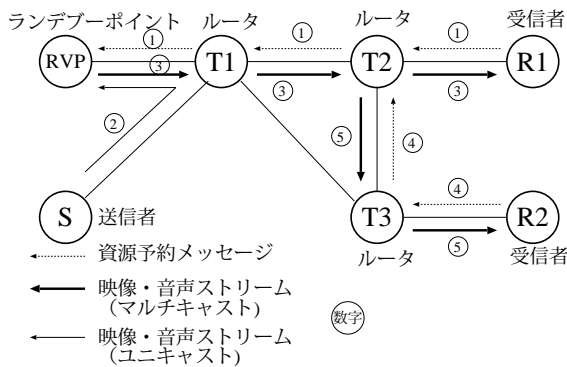 ランデブーポイント
ルータ
ルータ
受信者
① ① ①
RVP T1 T2 R1
③ ③ ③
②
⑤ ④
④
S 送信者
T3 R2
⑤
ルータ
受信者
資源予約メッセージ
映像・音声ストリーム
（マルチキャスト)
数字
映像・音声ストリーム
（ユニキャスト)